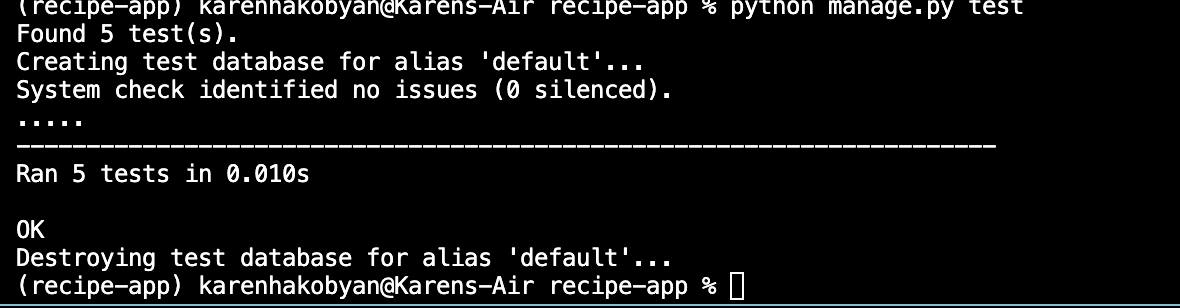 (recipe-app) karenhakobyan@Karens-Air recipe-app % python manage.py test
Found 5 test(s).
Creating test database for alias 'default'...
System check identified no issues (0 silenced).
.....
----------------------------------------------------------------------
Ran 5 tests in 0.010s
OK
Destroying test database for alias 'default'...
(recipe-app) karenhakobyan@Karens-Air recipe-app %